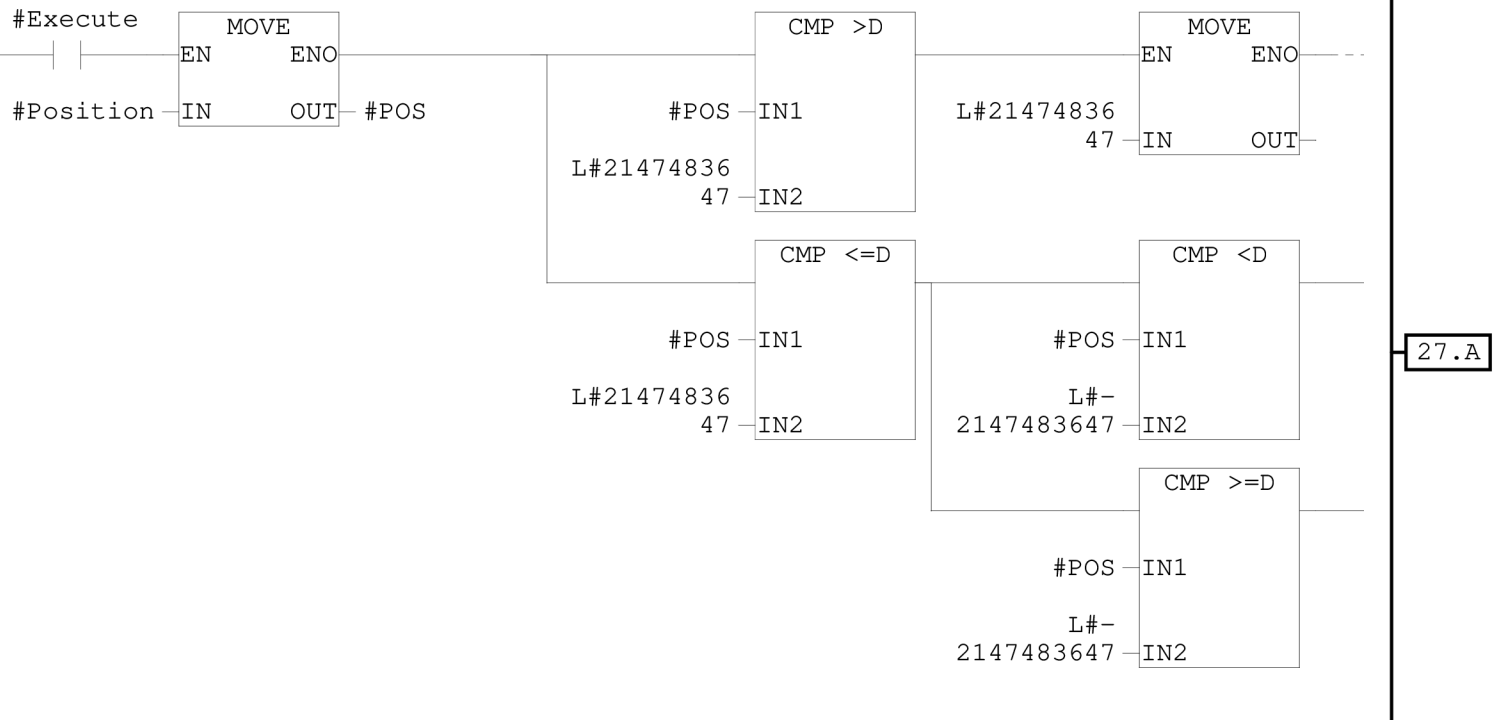 #Execute
MOVE
EN ENO
#Position IN OUT #POS
CMP >D
#POS IN1
L#21474836
47 IN2
MOVE
EN ENO
L#21474836
47 IN OUT
CMP <=D
#POS IN1
L#21474836
47 IN2
CMP <D
#POS IN1
L#-
2147483647 IN2
CMP >=D
#POS IN1
L#-
2147483647 IN2
27.A